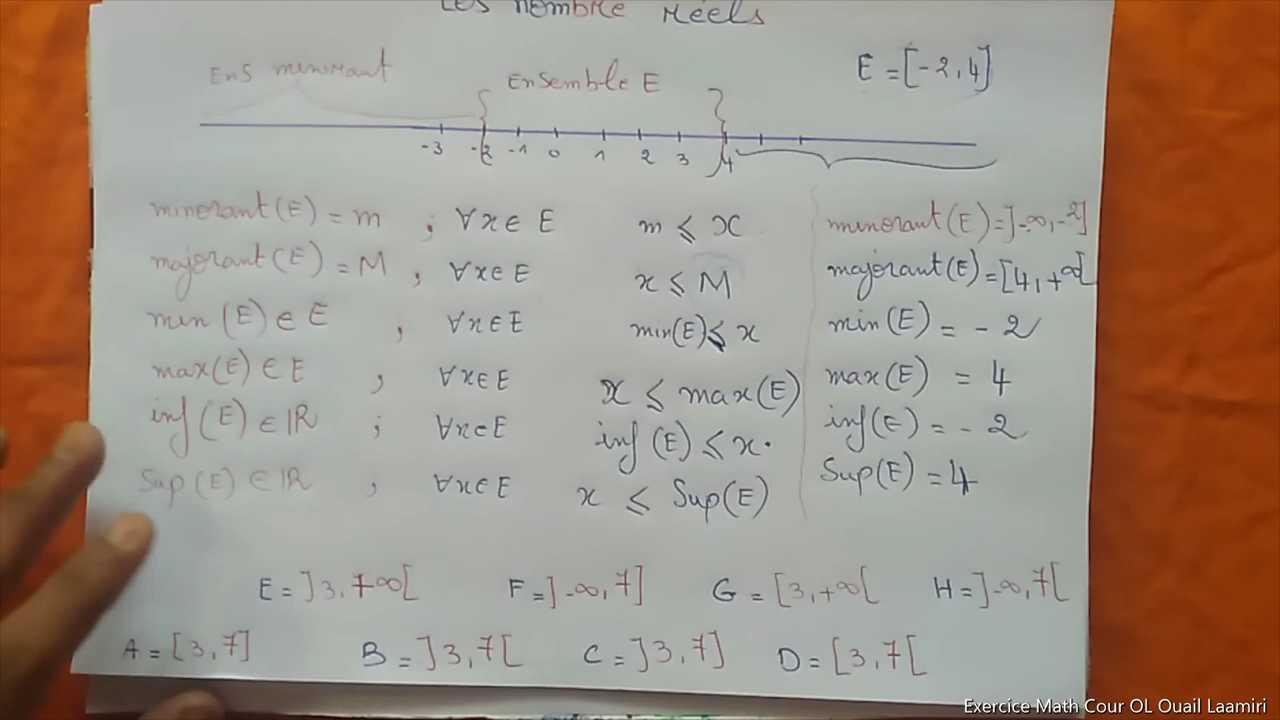 Les nombre réels
Ens minorant Ensemble E E = [-2, 4]
-3 -2 -1 0 1 2 3 4
minorant (E) = m ; ∀x ∈ E m ⩽ x minorant (E) = ]-∞, -2]
majorant (E) = M , ∀x ∈ E x ⩽ M majorant (E) = [4, +∞[
min (E) ∈ E , ∀x ∈ E min(E) ⩽ x min (E) = -2
max(E) ∈ E , ∀x ∈ E x ⩽ max(E) max(E) = 4
inf (E) ∈ IR ; ∀x ∈ E inf (E) ⩽ x. inf(E) = -2
Sup (E) ∈ IR , ∀x ∈ E x ⩽ Sup(E) Sup(E) = 4
E = ]3, +∞[ F = ]-∞, 7] G = [3, +∞[ H = ]-∞, 7[
A = [3, 7] B = ]3, 7[ C = ]3, 7] D = [3, 7[
Exercice Math Cour OL Ouail Laamiri